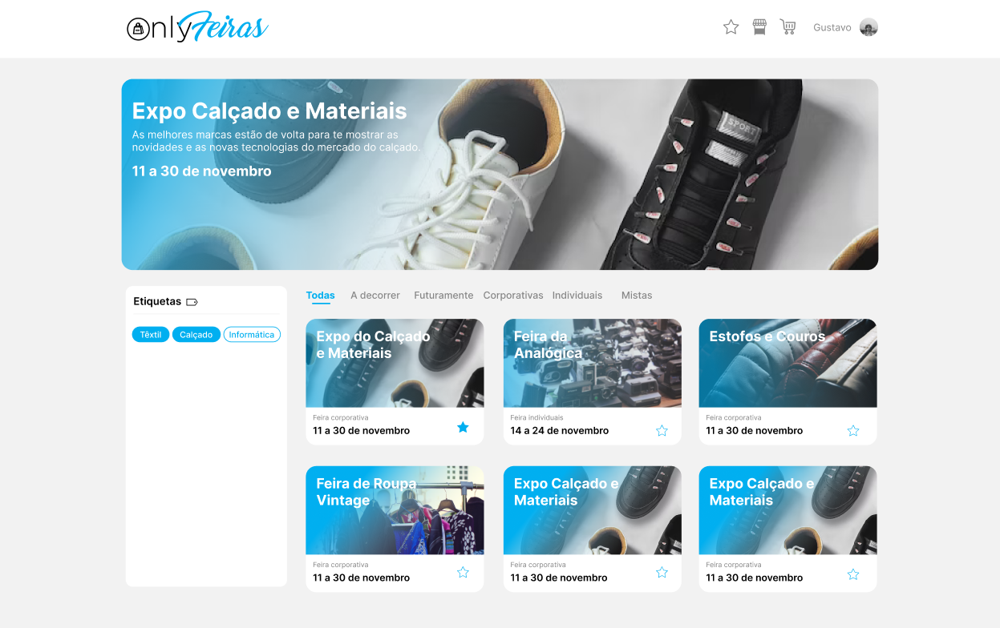 OnlyFeiras
Gustavo
Expo Calçado e Materiais
As melhores marcas estão de volta para te mostrar as
novidades e as novas tecnologias do mercado do calçado.
11 a 30 de novembro
SPORT
Etiquetas
Têxtil Calçado Informática
Todas A decorrer Futuramente Corporativas Individuais Mistas
Expo do Calçado
e Materiais
Feira corporativa
11 a 30 de novembro
Feira da
Analógica
Feira individuais
14 a 24 de novembro
Estofos e Couros
Feira corporativa
11 a 30 de novembro
Feira de Roupa
Vintage
Feira corporativa
11 a 30 de novembro
Expo Calçado e
Materiais
Feira corporativa
11 a 30 de novembro
Expo Calçado e
Materiais
Feira corporativa
11 a 30 de novembro